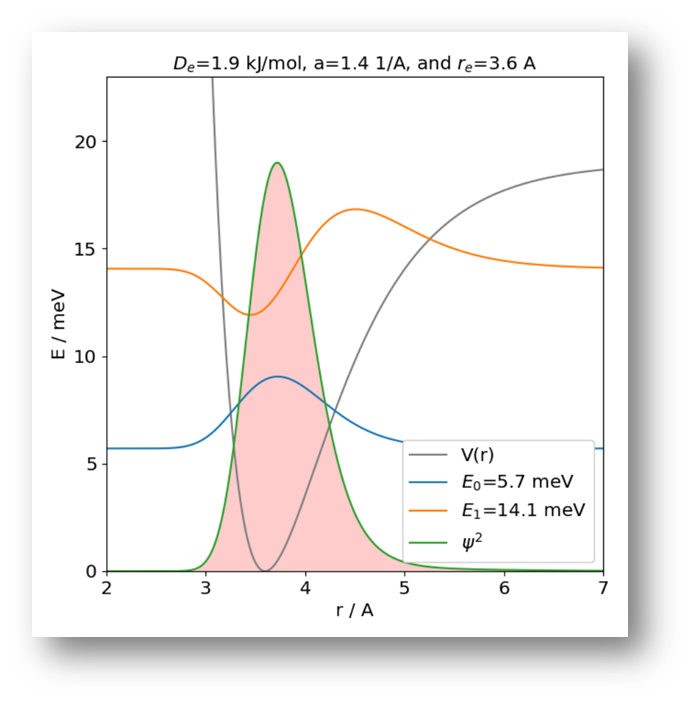 Dₑ=1.9 kJ/mol, a=1.4 1/A, and rₑ=3.6 A
20
15
10
5
0
E / meV
2 3 4 5 6 7
r / A
V(r)
E₀=5.7 meV
E₁=14.1 meV
ψ²